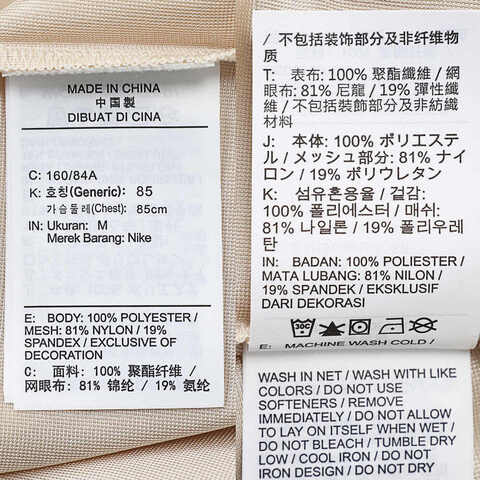 MADE IN CHINA
中國製
DIBUAT DI CINA
C: 160/84A
K: 호칭(Generic): 85
가슴둘레(Chest): 85cm
IN: Ukuran: M
Merek Barang: Nike
E: BODY: 100% POLYESTER /
MESH: 81% NYLON / 19%
SPANDEX / EXCLUSIVE OF
DECORATION
C: 面料: 100% 聚酯纤维 /
网眼布: 81% 锦纶 / 19% 氨纶
/ 不包括装饰部分及非纤维物
质
T: 表布: 100% 聚酯纖維 / 網
眼布: 81% 尼龍 / 19% 彈性纖
維 / 不包括裝飾部分及非紡織
材料
J: 本体: 100% ポリエステ
ル / メッシュ部分: 81% ナイ
ロン / 19% ポリウレタン
K: 섬유혼용율 / 겉감:
100% 폴리에스터 / 매쉬:
81% 나일론 / 19% 폴리우레
탄
IN: BADAN: 100% POLIESTER /
MATA LUBANG: 81% NILON /
19% SPANDEK / EKSKLUSIF
DARI DEKORASI
30C
E: MACHINE WASH COLD /
WASH IN NET / WASH WITH LIKE
COLORS / DO NOT USE
SOFTENERS / REMOVE
IMMEDIATELY / DO NOT ALLOW
TO LAY ON ITSELF WHEN WET /
DO NOT BLEACH / TUMBLE DRY
LOW / COOL IRON / DO NOT
IRON DESIGN / DO NOT DRY